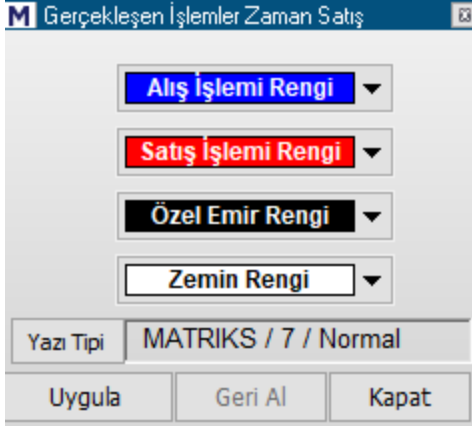 M Gerçekleşen İşlemler Zaman Satış
Alış İşlemi Rengi
Satış İşlemi Rengi
Özel Emir Rengi
Zemin Rengi
Yazı Tipi MATRIKS / 7 / Normal
Uygula Geri Al Kapat